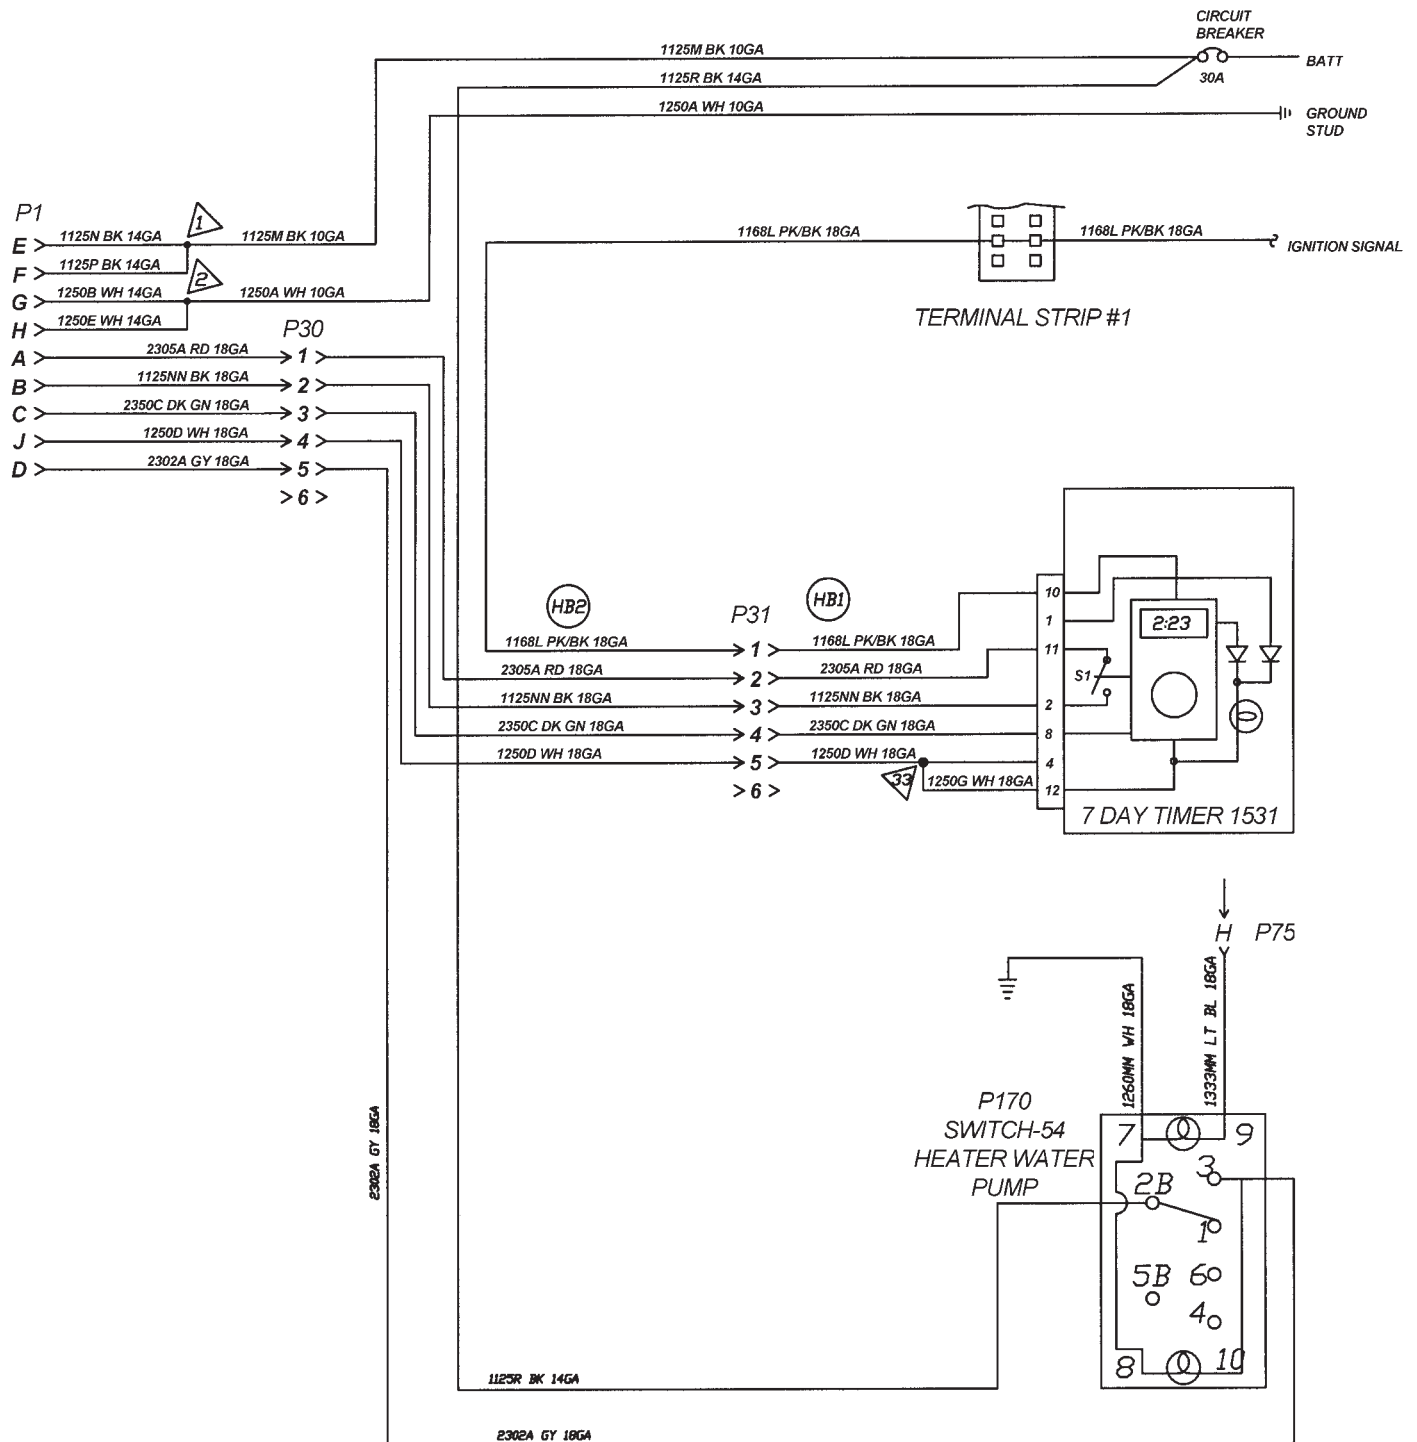 CIRCUIT
BREAKER
1125M BK 10GA
BATT
1125R BK 14GA
30A
1250A WH 10GA
GROUND
STUD
P1
1
E
1125N BK 14GA
1125M BK 10GA
1168L PK/BK 18GA
1168L PK/BK 18GA
IGNITION SIGNAL
F
1125P BK 14GA
2
G
1250B WH 14GA
1250A WH 10GA
H
1250E WH 14GA
P30
TERMINAL STRIP #1
A
2305A RD 18GA
1
B
1125NN BK 18GA
2
C
2350C DK GN 18GA
3
J
1250D WH 18GA
4
D
2302A GY 18GA
5
6
HB2
P31
HB1
10
1
2:23
1168L PK/BK 18GA
1
1168L PK/BK 18GA
11
2305A RD 18GA
2
2305A RD 18GA
S1
1125NN BK 18GA
3
1125NN BK 18GA
2
2350C DK GN 18GA
4
2350C DK GN 18GA
8
1250D WH 18GA
5
1250D WH 18GA
4
33
1250G WH 18GA
6
12
7 DAY TIMER 1531
H P75
1260MM WH 18GA
1333MM LT BL 18GA
P170
SWITCH-54
HEATER WATER
PUMP
7
9
3
2B
1
5B
6
4
8
10
2302A GY 18GA
1125R BK 14GA
2302A GY 18GA